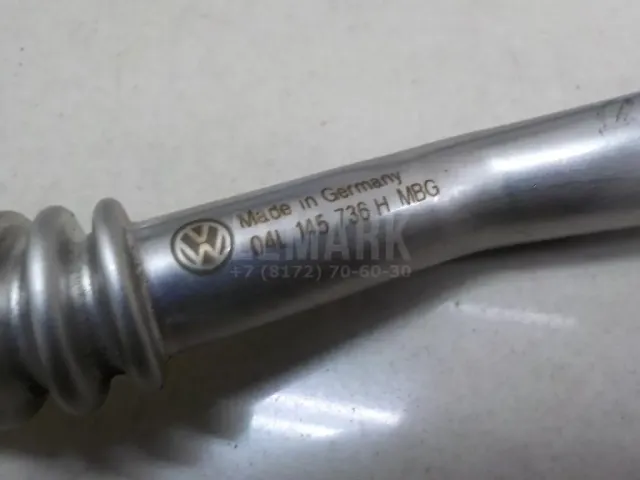 Made in Germany
04L 145 736 H MBG
+7 (8172) 70-60-30